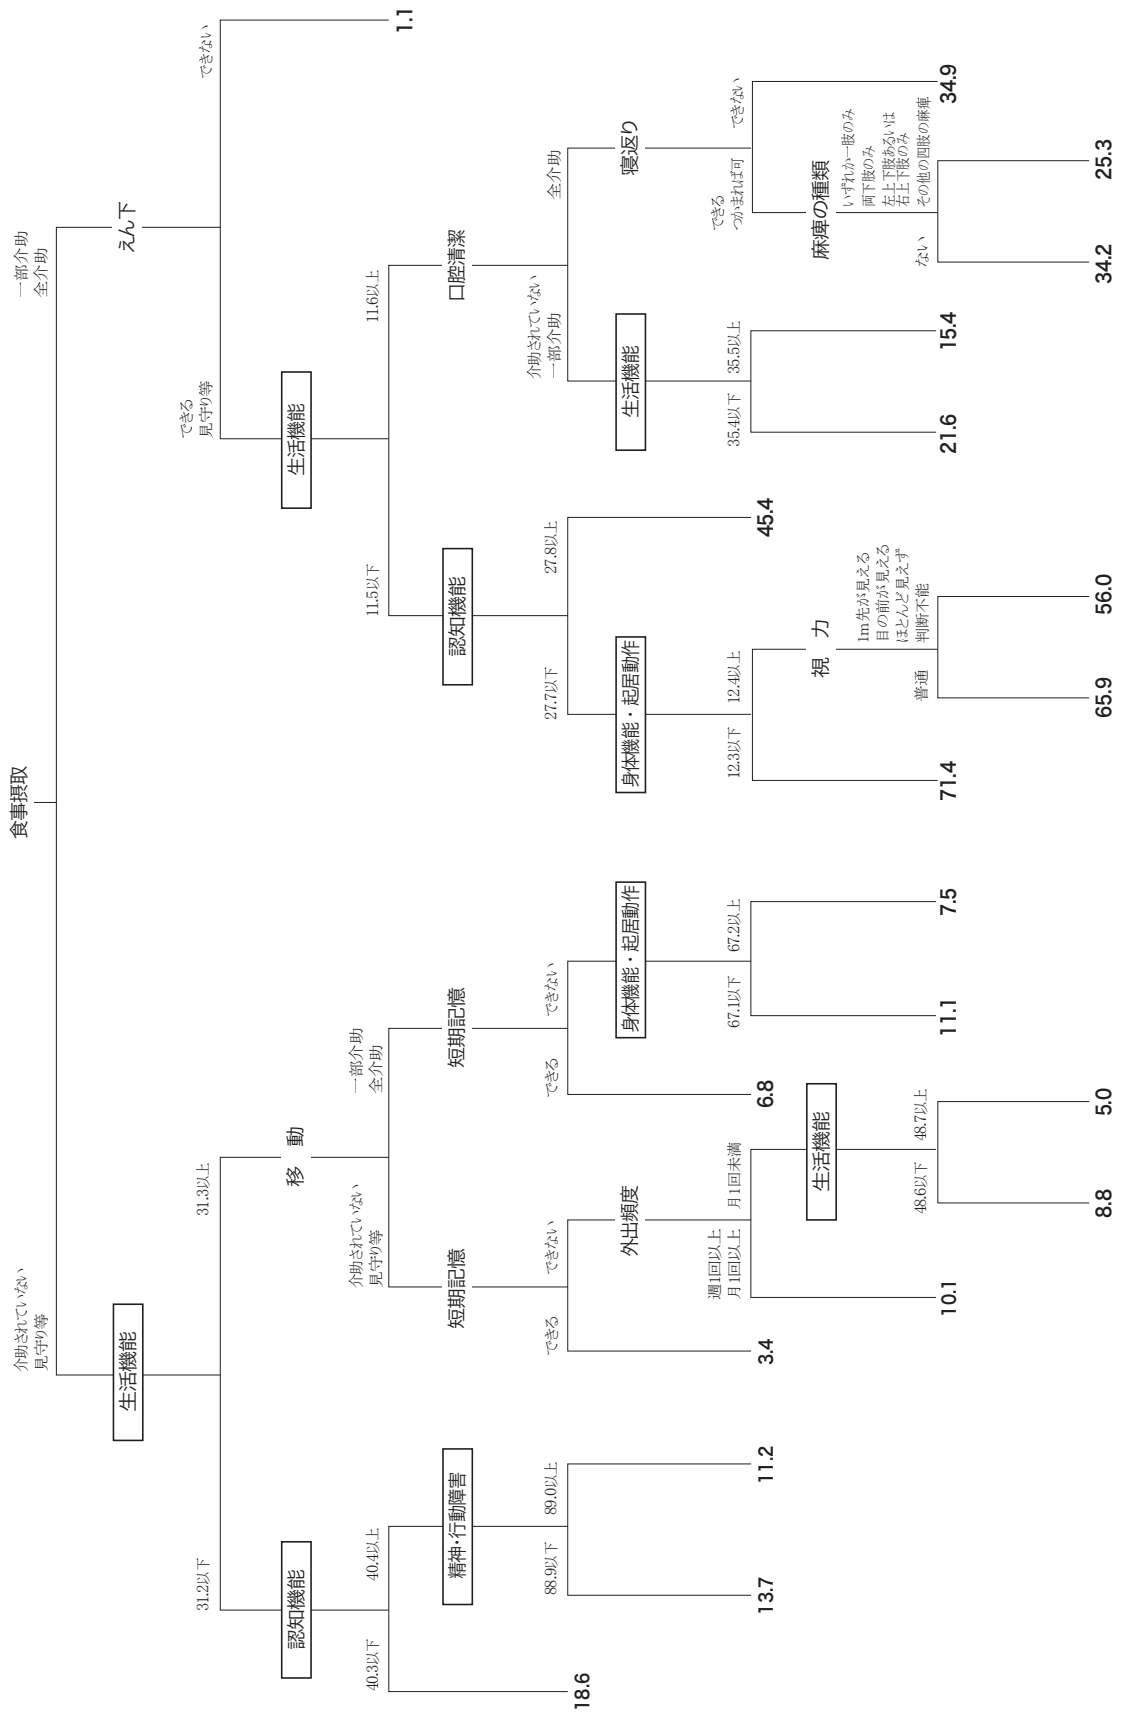 食事摂取
介助されていない
見守り等
一部介助
全介助
生活機能
えん下
31.2以下
31.3以上
できる
見守り等
できない
認知機能
移 動
生活機能
1.1
40.3以下
40.4以上
介助されていない
見守り等
一部介助
全介助
11.5以下
11.6以上
精神・行動障害
短期記憶
短期記憶
認知機能
口腔清潔
18.6
88.9以下
89.0以上
できる
できない
できる
できない
27.7以下
27.8以上
介助されていない
一部介助
全介助
外出頻度
身体機能・起居動作
身体機能・起居動作
生活機能
寝返り
13.7
11.2
3.4
週1回以上
月1回以上
月1回未満
6.8
67.1以下
67.2以上
12.3以下
12.4以上
45.4
35.4以下
35.5以上
できる
つかまれば可
できない
生活機能
視 力
麻痺の種類
10.1
48.6以下
48.7以上
11.1
7.5
71.4
普通
1m先が見える
目の前が見える
ほとんど見えず
判断不能
21.6
15.4
ない
いずれか一肢のみ
両下肢のみ
左上下肢あるいは
右上下肢のみ
その他の四肢の麻痺
34.9
8.8
5.0
65.9
56.0
34.2
25.3